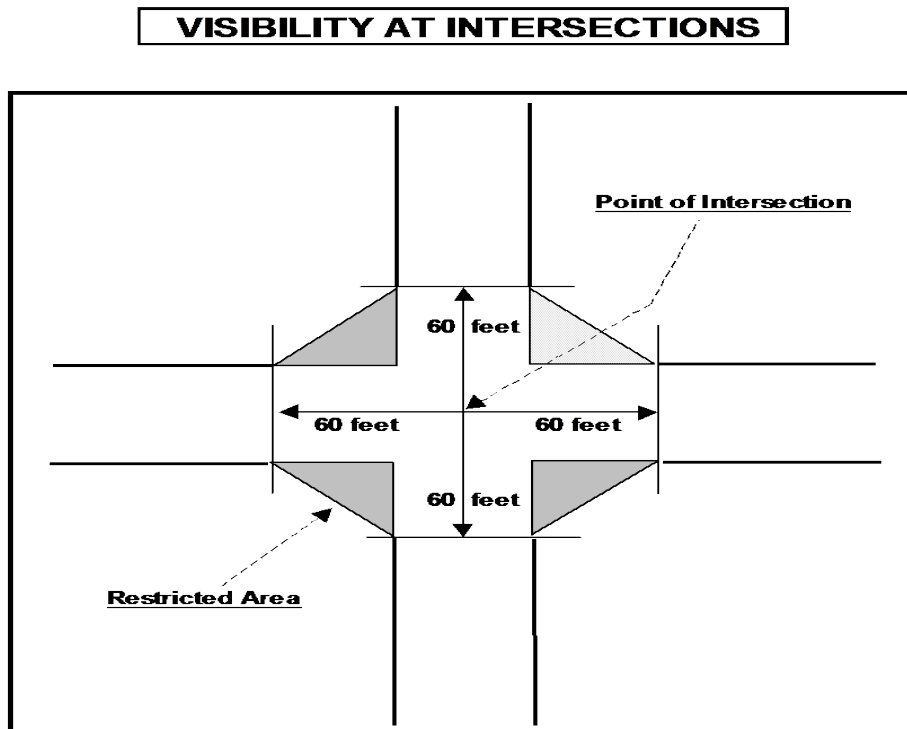 VISIBILITY AT INTERSECTIONS
Point of Intersection
60 feet
60 feet
60 feet
60 feet
Restricted Area